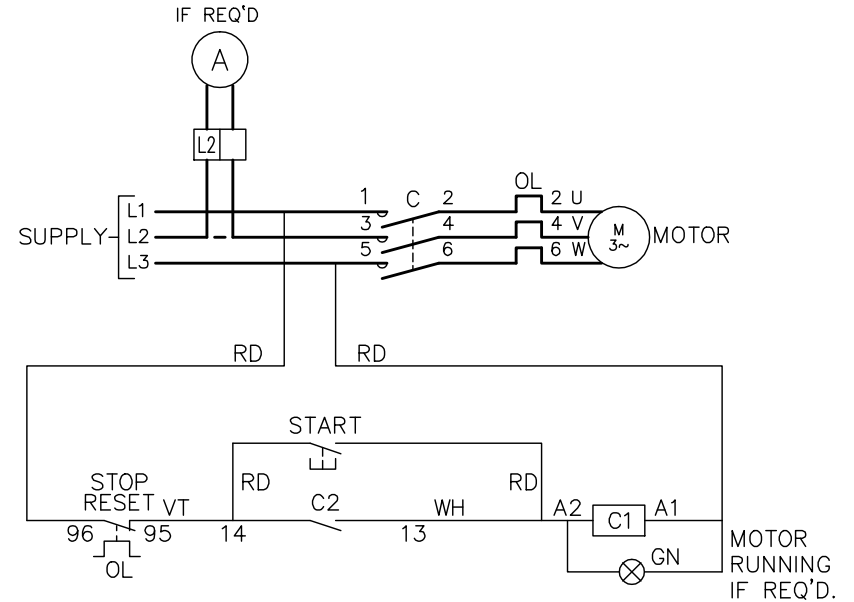 IF REQ'D
A
L2
L1
SUPPLY
L2
L3
1
C
2
3
4
5
6
OL
2 U
4 V
6 W
M
3~
MOTOR
RD
RD
START
STOP
RESET
VT
RD
C2
WH
RD
A2
C1
A1
96
95
14
13
OL
GN
MOTOR
RUNNING
IF REQ'D.